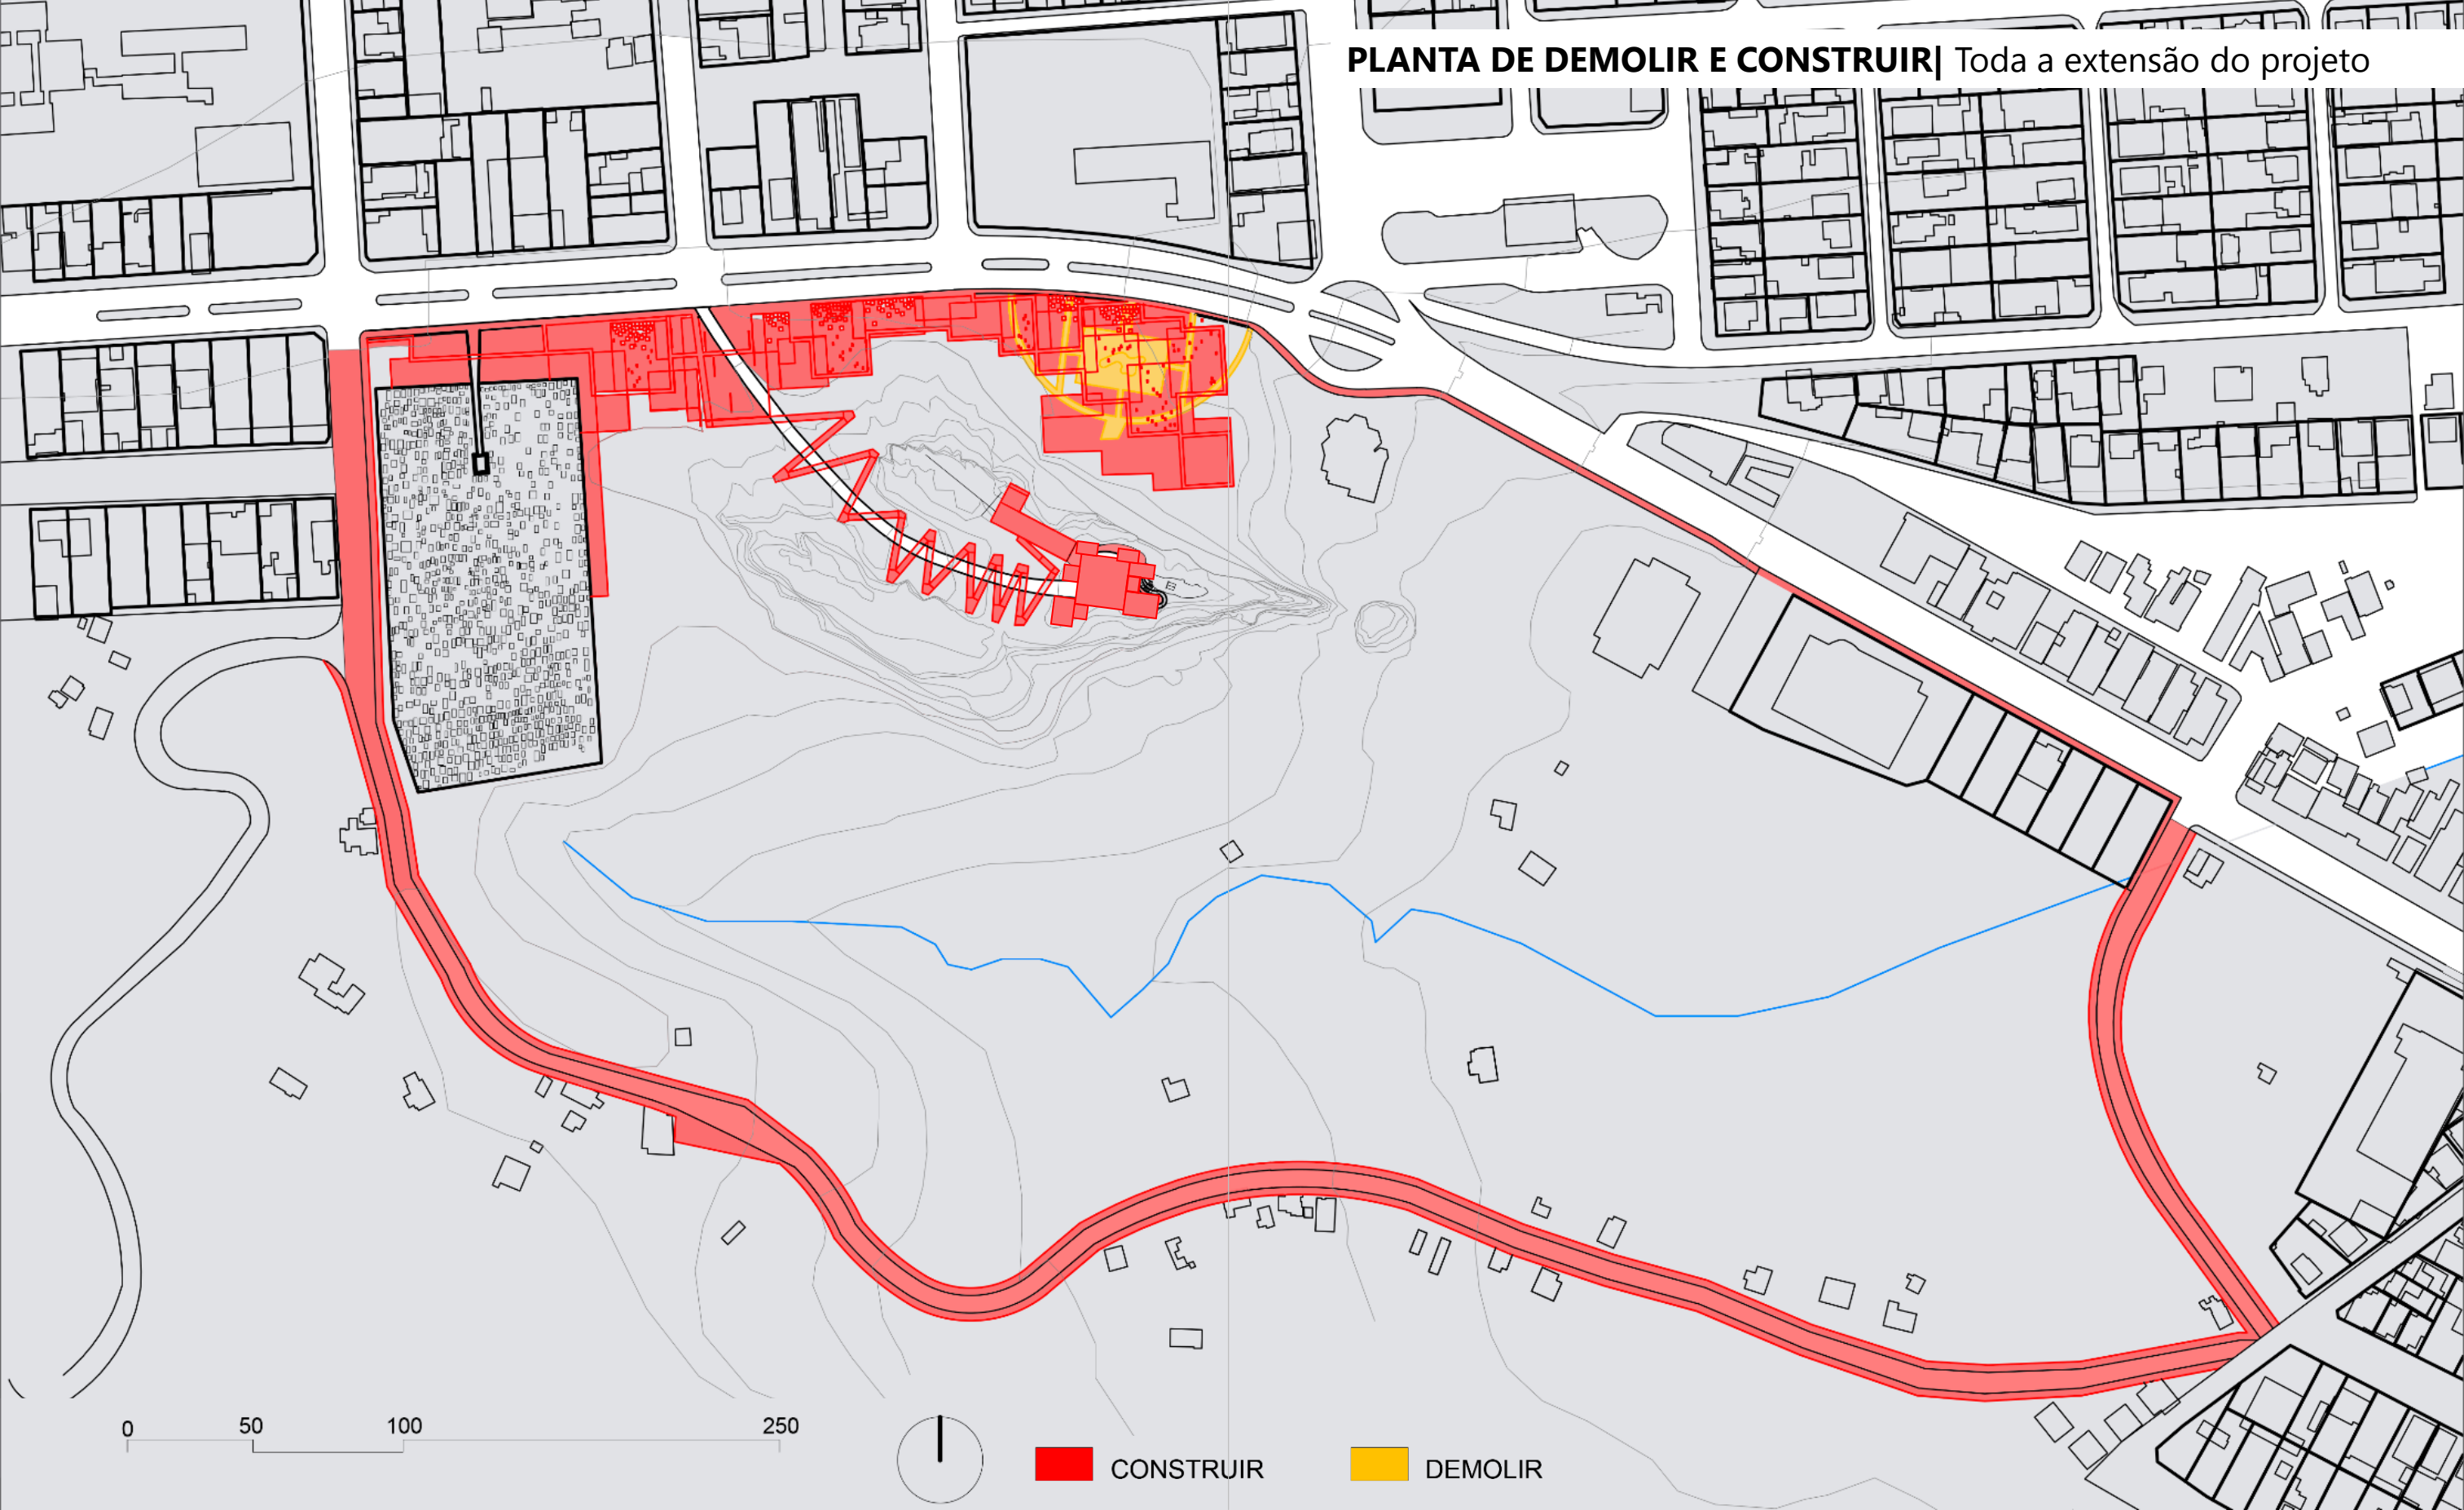 PLANTA DE DEMOLIR E CONSTRUIR| Toda a extensão do projeto
0 50 100 250
CONSTRUIR DEMOLIR